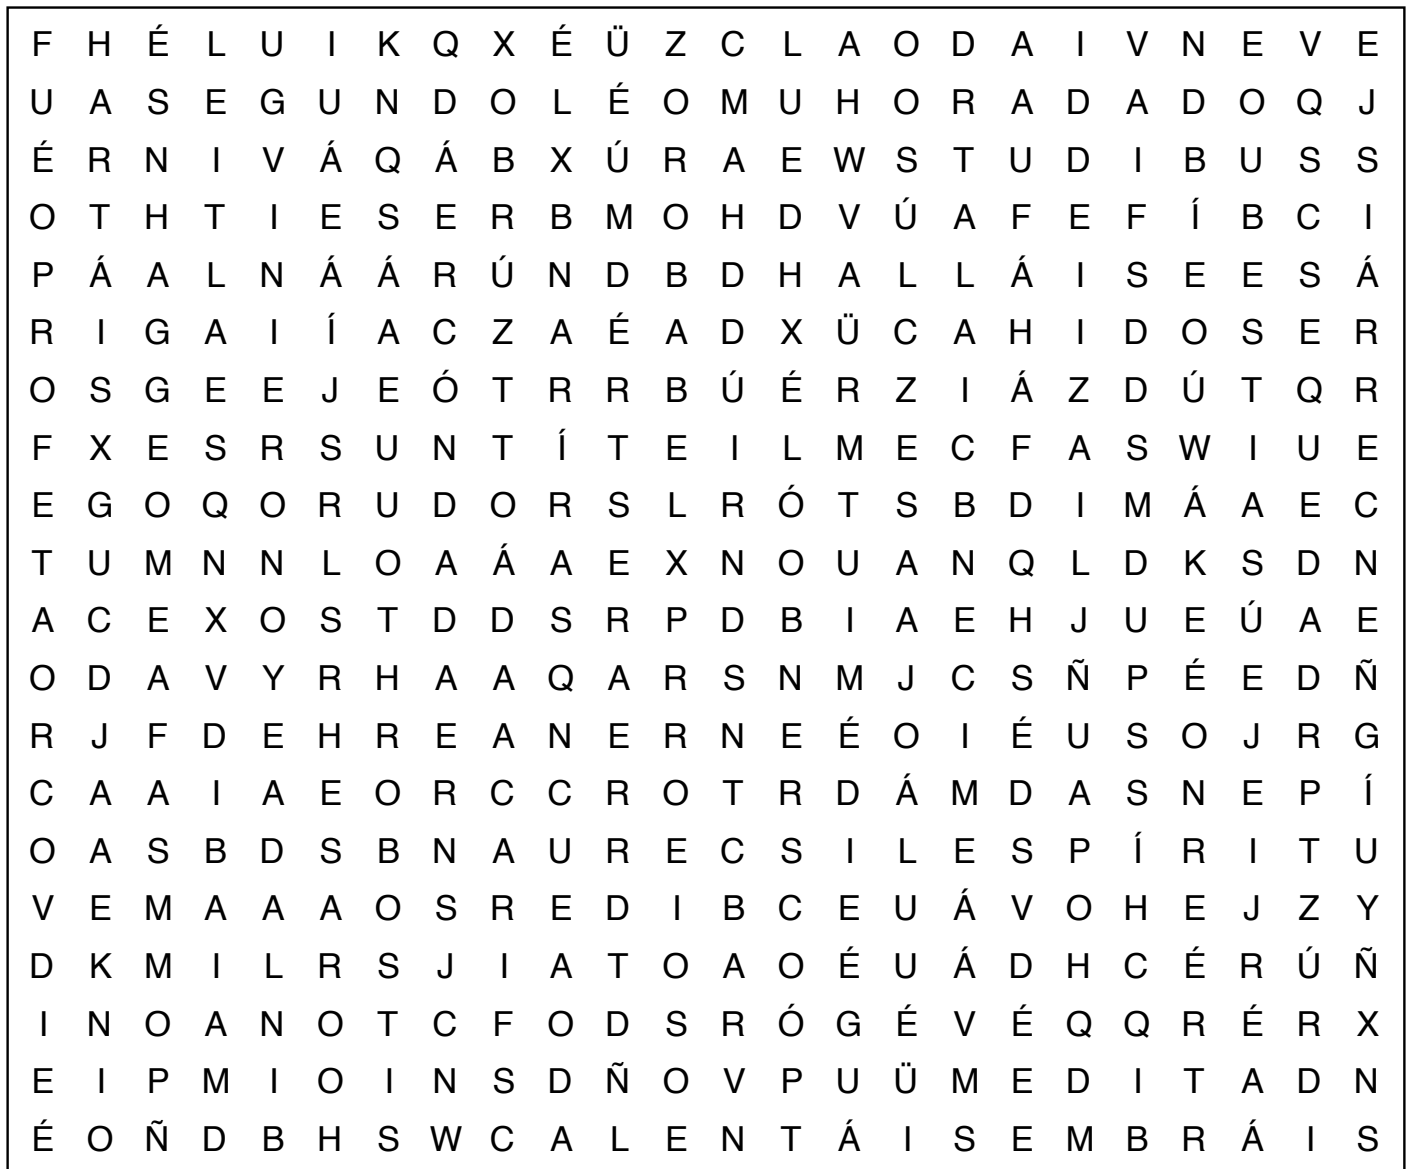 F H É L U I K Q X É Ü Z C L A O D A I V N E V E
U A S E G U N D O L É O M U H O R A D A D O Q J
É R N I V Á Q Á B X Ú R A E W S T U D I B U S S
O T H T I E S E R B M O H D V Ú A F E F Í B C I
P Á A L N Á Á R Ú N D B D H A L L Á I S E E S Á
R I G A I Í A C Z A É A D X Ü C A H I D O S E R
O S G E E J E Ó T R R B Ú É R Z I Á Z D Ú T Q R
F X E S R S U N T Í T E I L M E C F A S W I U E
E G O Q O R U D O R S L R Ó T S B D I M Á A E C
T U M N N L O A Á A E X N O U A N Q L D K S D N
A C E X O S T D D S R P D B I A E H J U E Ú A E
O D A V Y R H A A Q A R S N M J C S Ñ P É E D Ñ
R J F D E H R E A N E R N E É O I É U S O J R G
C A A I A E O R C C R O T R D Á M D A S N E P Í
O A S B D S B N A U R E C S I L E S P Í R I T U
V E M A A A O S R E D I B C E U Á V O H E J Z Y
D K M I L R S J I A T O A O É U Á D H C É R Ú Ñ
I N O A N O T C F O D S R Ó G É V É Q Q R É R X
E I P M I O I N S D Ñ O V P U Ü M E D I T A D N
É O Ñ D B H S W C A L E N T Á I S E M B R Á I S